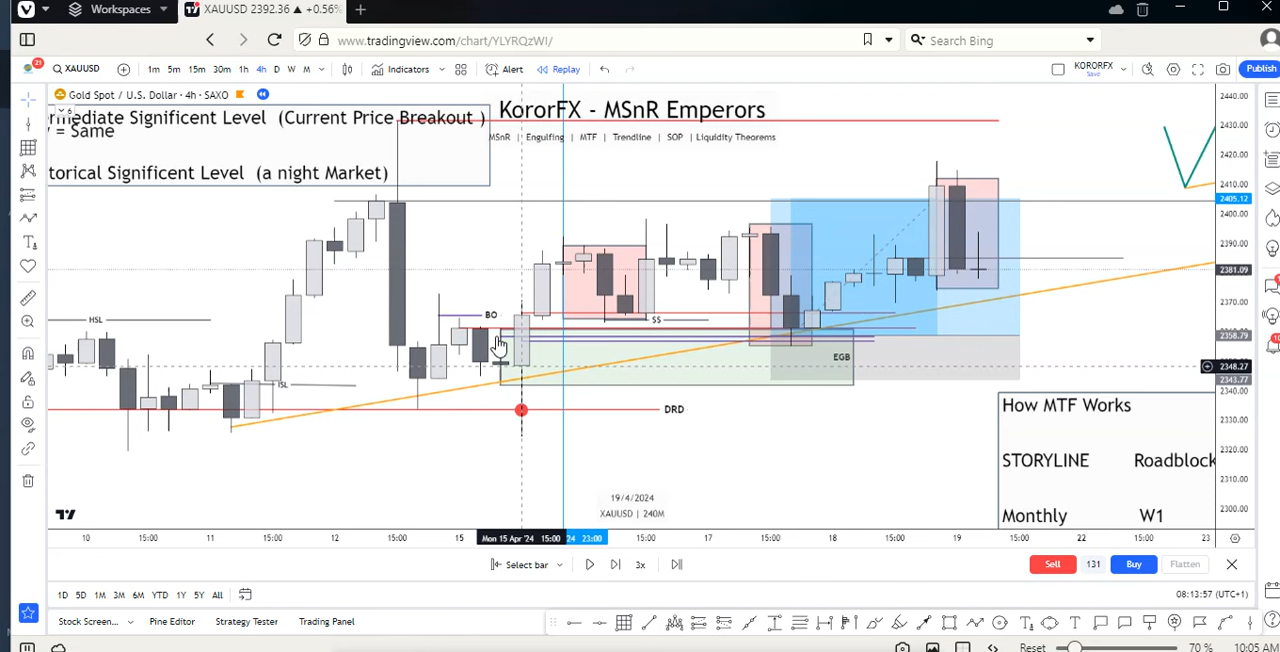 Workspaces
XAUUSD 2392.36 ▲ +0.56%
www.tradingview.com/chart/YLYRQzWI/
Search Bing
XAUUSD
1m 5m 15m 30m 1h 4h D W M
Indicators
Alert
Replay
KORORFX
Save
Publish
Gold Spot / U.S. Dollar · 4h · SAXO
rmediate Significent Level (Current Price Breakout )
= Same
torical Significent Level (a night Market)
KororFX - MSnR Emperors
MSnR | Engulfing | MTF | Trendline | SOP | Liquidity Theorems
2440.00
2430.00
2420.00
2410.00
2405.12
2400.00
2390.00
2381.09
2370.00
2358.79
2348.27
2343.77
2330.00
2320.00
2310.00
2300.00
HSL
BO
SS
EGB
ISL
DRD
How MTF Works
STORYLINE Roadblock
Monthly W1
19/4/2024
XAUUSD | 240M
10 15:00 11 15:00 12 15:00 15 Mon 15 Apr '24 15:00 24 23:00 15:00 17 15:00 18 15:00 19 15:00 22 15:00 23
Select bar
3x
Sell 131 Buy Flatten
1D 5D 1M 3M 6M YTD 1Y 5Y All
08:13:57 (UTC+1)
Stock Screen... Pine Editor Strategy Tester Trading Panel
Reset
70 %
10:05 AM